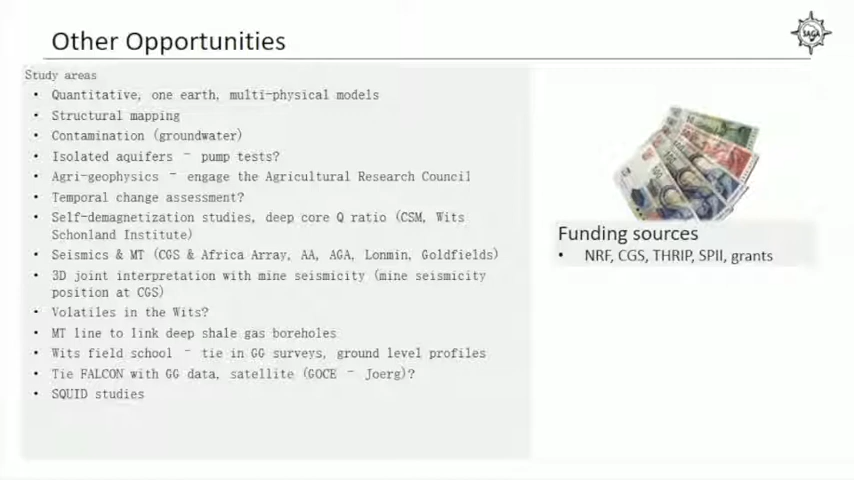 Other Opportunities
SAGA
Study areas
• Quantitative, one earth, multi-physical models
• Structural mapping
• Contamination (groundwater)
• Isolated aquifers – pump tests?
• Agri-geophysics – engage the Agricultural Research Council
• Temporal change assessment?
• Self-demagnetization studies, deep core Q ratio (CSM, Wits
Schonland Institute)
• Seismics & MT (CGS & Africa Array, AA, AGA, Lonmin, Goldfields)
• 3D joint interpretation with mine seismicity (mine seismicity
position at CGS)
• Volatiles in the Wits?
• MT line to link deep shale gas boreholes
• Wits field school – tie in GG surveys, ground level profiles
• Tie FALCON with GG data, satellite (GOCE – Joerg)?
• SQUID studies
Funding sources
• NRF, CGS, THRIP, SPII, grants